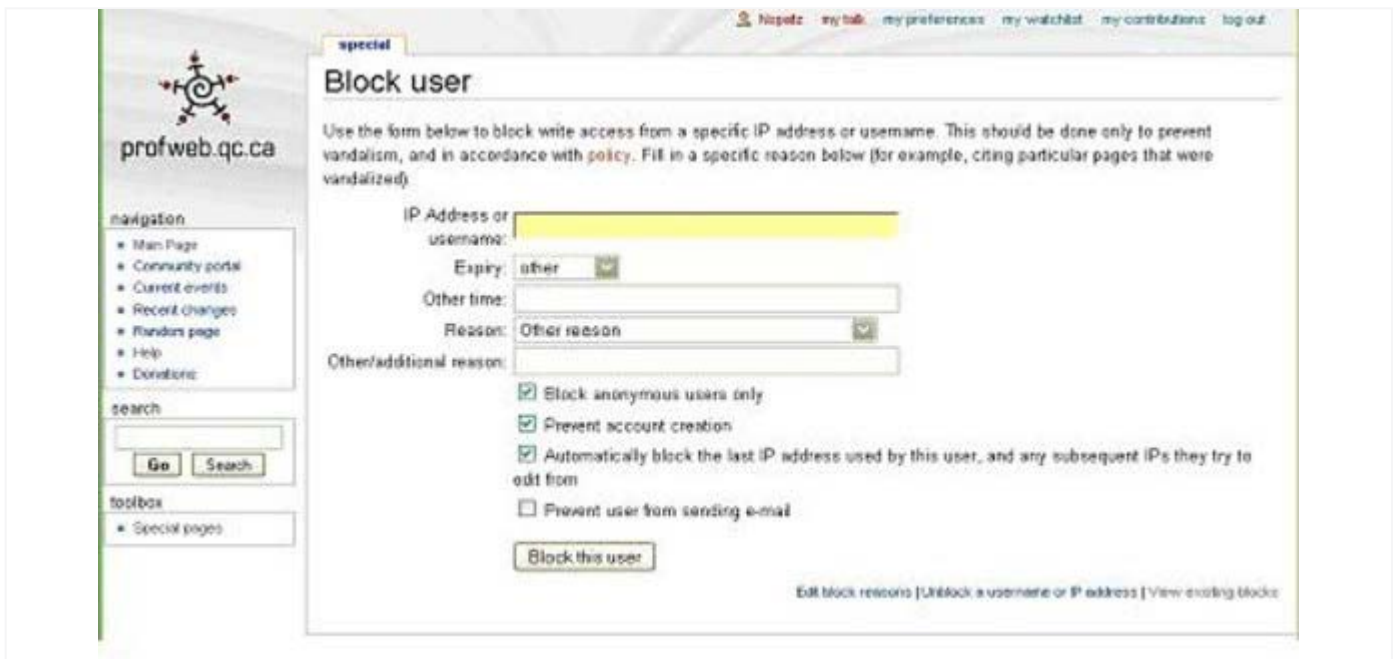 my talk my preferences my watchlist my contributions log out
special
Block user
profweb.qc.ca
Use the form below to block write access from a specific IP address or username. This should be done only to prevent
vandalism, and in accordance with policy. Fill in a specific reason below (for example, citing particular pages that were
vandalized)
navigation
Main Page
Community portal
Current events
Recent changes
Random page
Help
Donations
search
Go Search
toolbox
Special pages
IP Address or
username:
Expiry: other
Other time:
Reason: Other reason
Other/additional reason:
Block anonymous users only
Prevent account creation
Automatically block the last IP address used by this user, and any subsequent IPs they try to
edit from
Prevent user from sending e-mail
Block this user
Edit block reasons | Unblock a username or IP address | View existing blocks